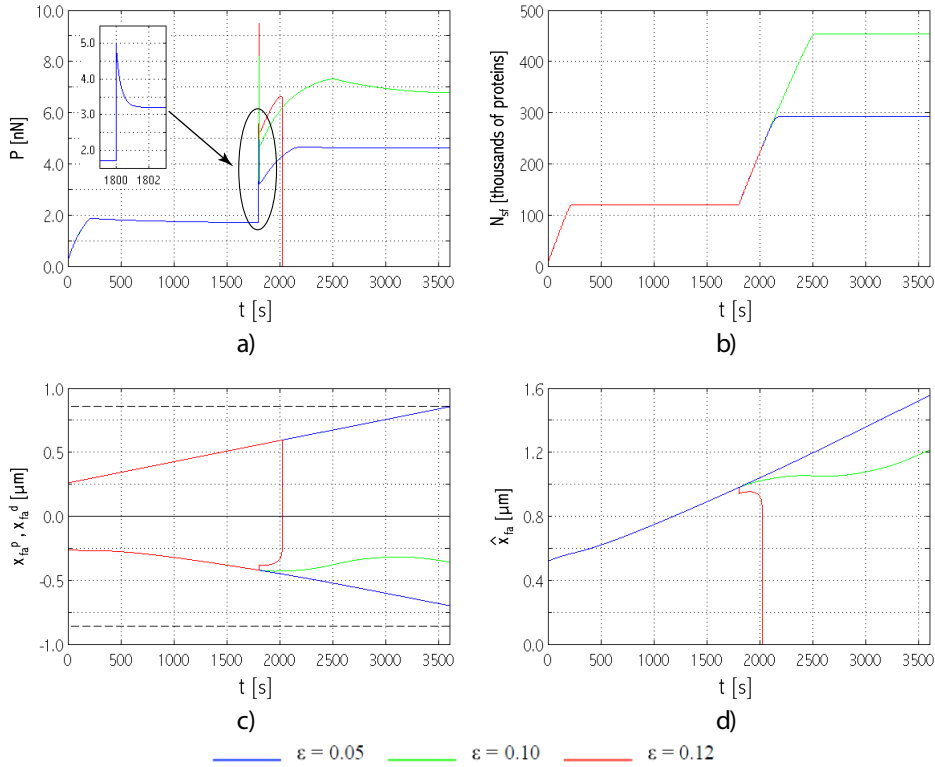 10.0
8.0
6.0
4.0
2.0
0.0
P [nN]
5.0
4.0
3.0
2.0
1800 1802
0 500 1000 1500 2000 2500 3000 3500
t [s]
a)
500
400
300
200
100
0
N_sf [thousands of proteins]
0 500 1000 1500 2000 2500 3000 3500
t [s]
b)
1.0
0.5
0.0
-0.5
-1.0
x_fa^p , x_fa^d [μm]
0 500 1000 1500 2000 2500 3000 3500
t [s]
c)
1.6
1.2
0.8
0.4
0.0
x̂_fa [μm]
0 500 1000 1500 2000 2500 3000 3500
t [s]
d)
ε = 0.05 ε = 0.10 ε = 0.12